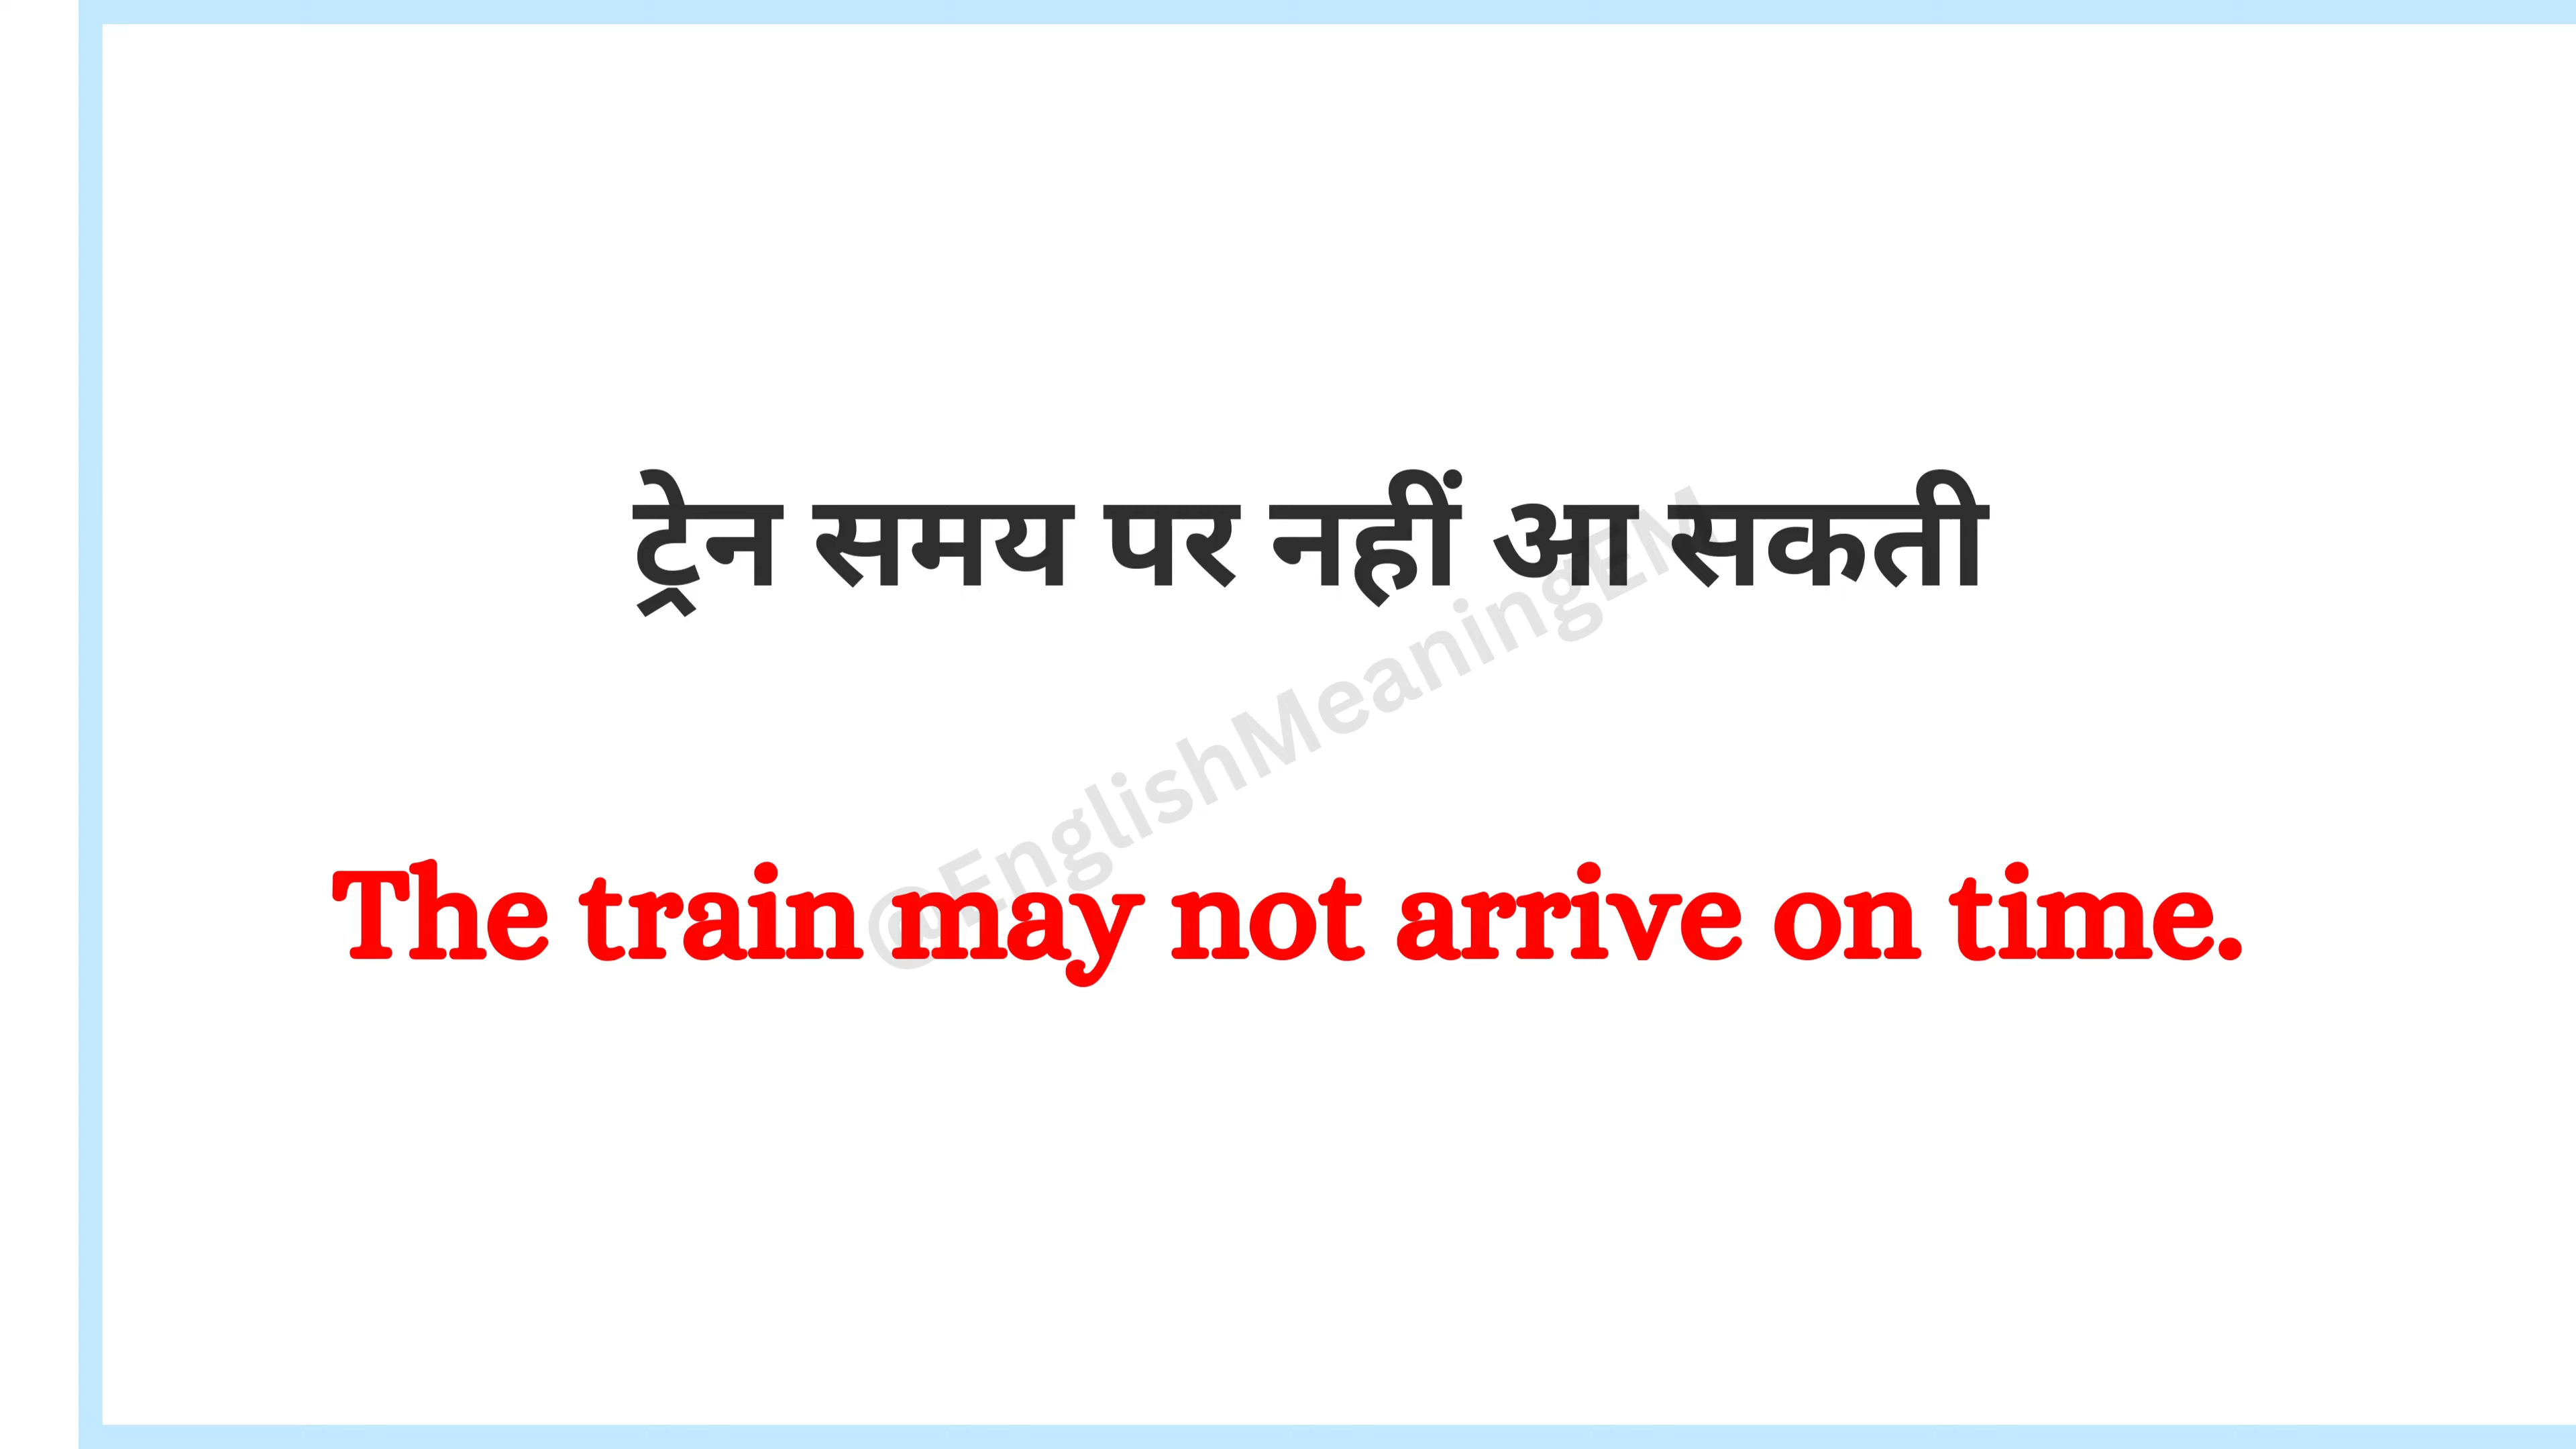 ट्रेन समय पर नहीं आ सकती
@EnglishMeaningEM
The train may not arrive on time.